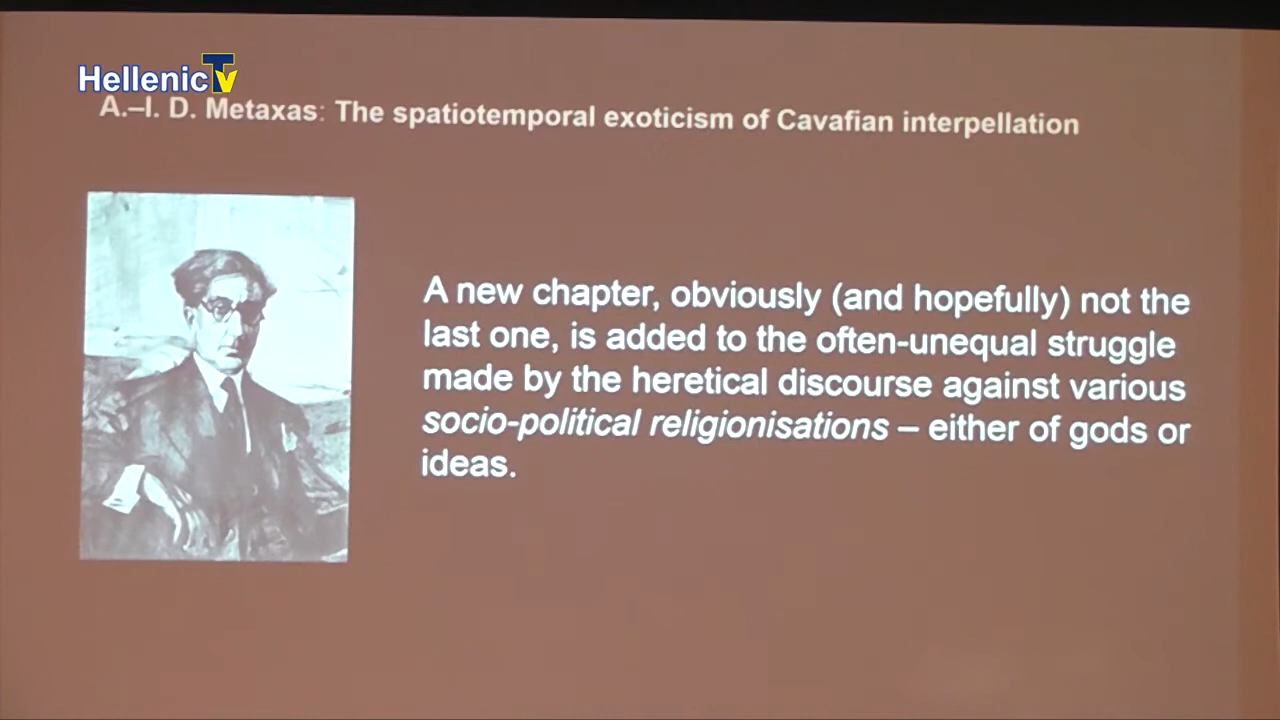 HellenicTv
A.–I. D. Metaxas: The spatiotemporal exoticism of Cavafian interpellation
A new chapter, obviously (and hopefully) not the
last one, is added to the often-unequal struggle
made by the heretical discourse against various
socio-political religionisations – either of gods or
ideas.